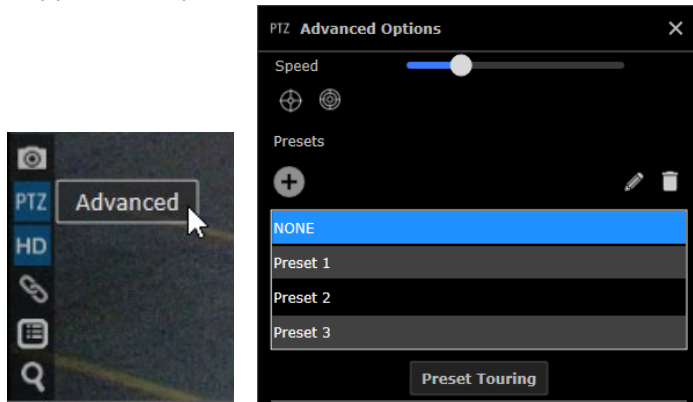 PTZ Advanced
HD
PTZ Advanced Options
Speed
Presets
NONE
Preset 1
Preset 2
Preset 3
Preset Touring